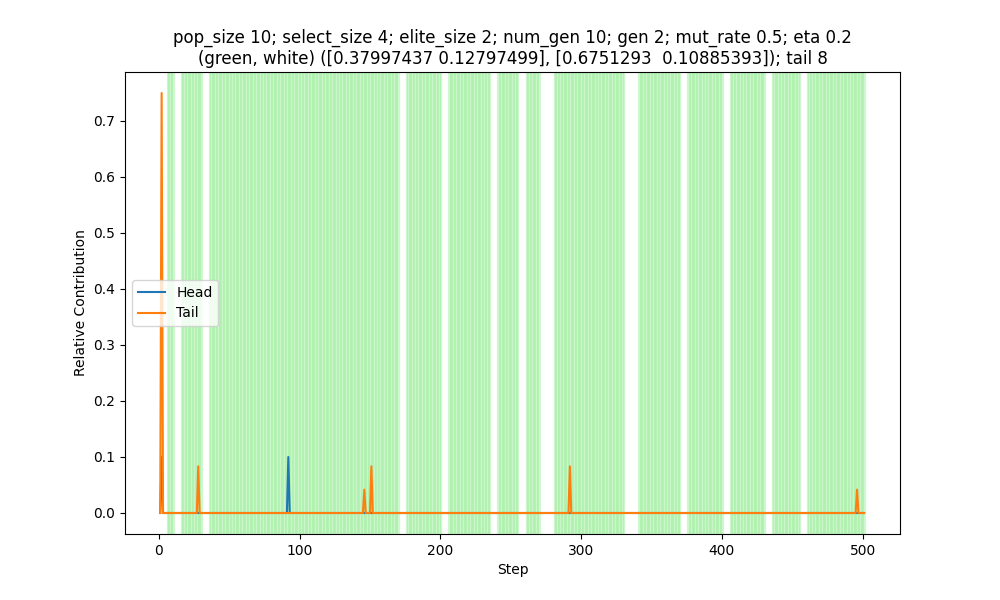 pop_size 10; select_size 4; elite_size 2; num_gen 10; gen 2; mut_rate 0.5; eta 0.2
(green, white) ([0.37997437 0.12797499], [0.6751293  0.10885393]); tail 8
0.7
0.6
0.5
0.4
0.3
0.2
0.1
0.0
Relative Contribution
Head
Tail
0
100
200
300
400
500
Step